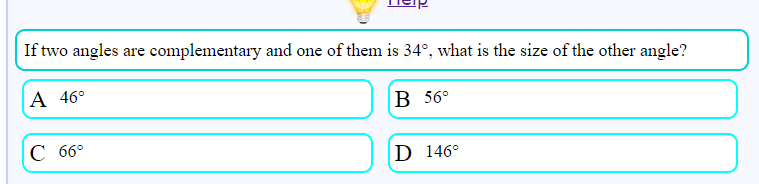 Help
If two angles are complementary and one of them is 34°, what is the size of the other angle?
A 46°
B 56°
C 66°
D 146°